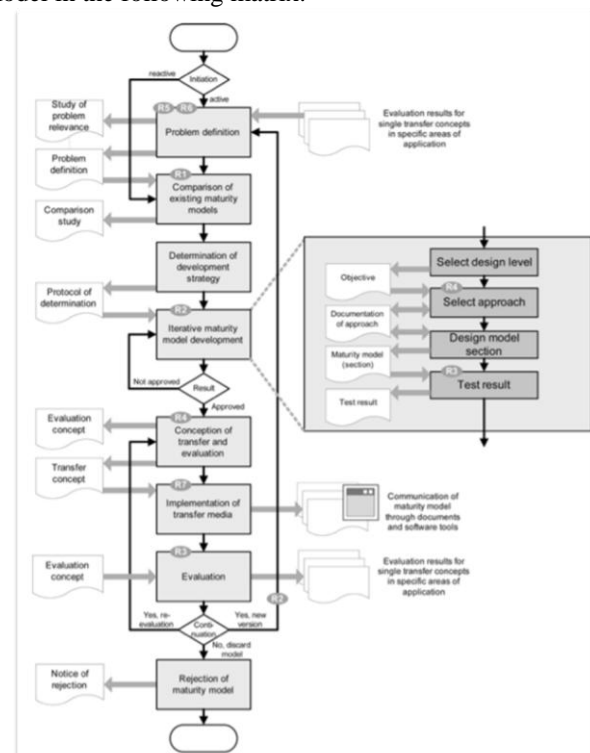 odel in the following matrix.
reactive
Initiation
active
Study of
problem
relevance
R5
R6
Problem definition
Evaluation results for
single transfer concepts
in specific areas of
application
Problem
definition
R1
Comparison of
existing maturity
models
Comparison
study
Determination of
development
strategy
Protocol of
determination
R2
Iterative maturity
model development
Not approved
Result
Approved
Select design level
Objective
R4
Select approach
Documentation
of approach
Design model
section
Maturity model
(section)
R3
Test result
Test result
Evaluation
concept
R4
Conception of
transfer and
evaluation
Transfer
concept
R7
Implementation of
transfer media
Communication of
maturity model
through documents
and software tools
Evaluation
concept
R3
Evaluation
Evaluation results for
single transfer concepts
in specific areas of
application
R2
Yes, re-
evaluation
Conti-
nuation
Yes, new
version
No, discard
model
Notice of
rejection
Rejection of
maturity model